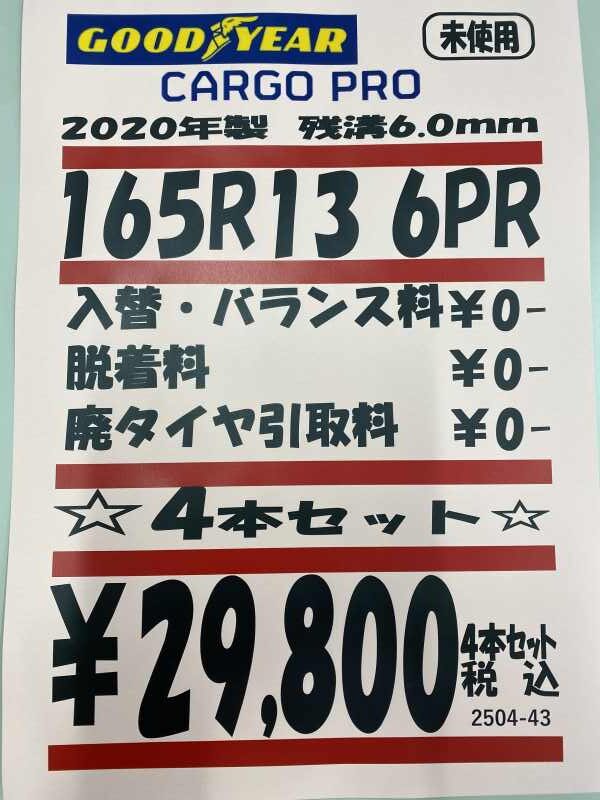 GOODYEAR
未使用
CARGO PRO
2020年製 残溝6.0mm
165R13 6PR
入替・バランス料¥0-
脱着料 ¥0-
廃タイヤ引取料 ¥0-
☆4本セット☆
¥29,800 4本セット
税込
2504-43